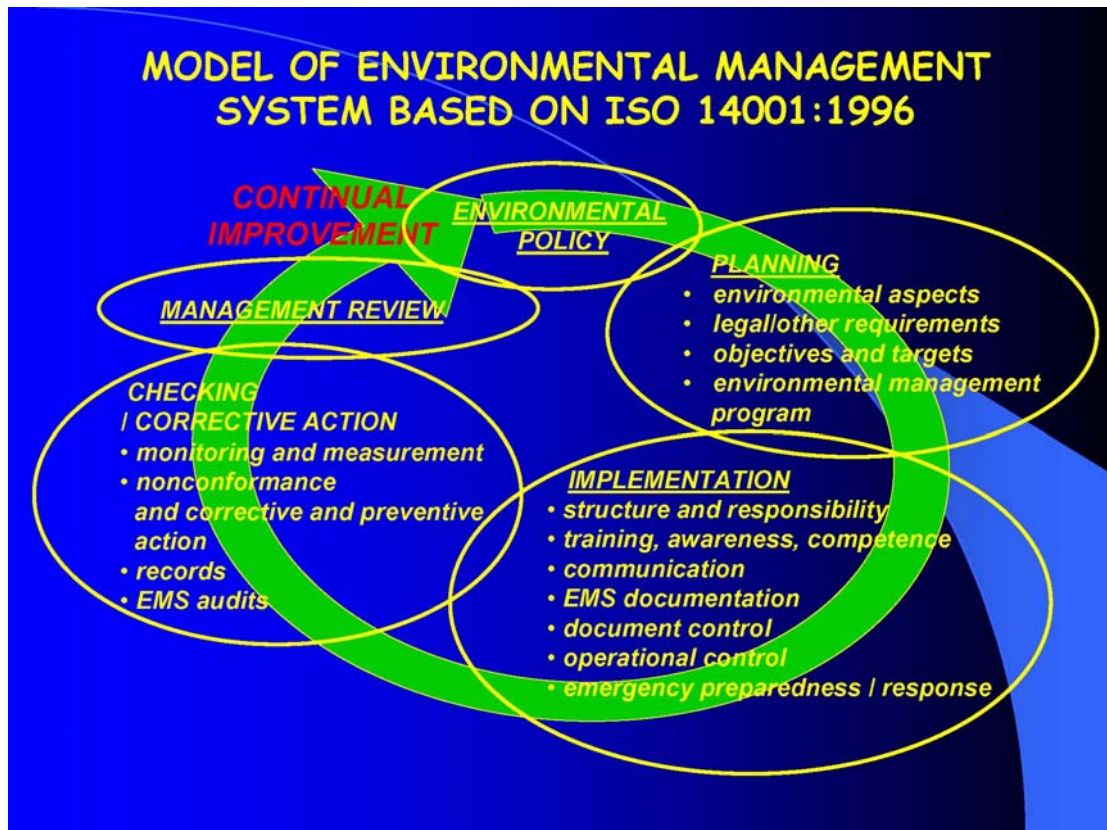 MODEL OF ENVIRONMENTAL MANAGEMENT
SYSTEM BASED ON ISO 14001:1996
CONTINUAL
IMPROVEMENT
ENVIRONMENTAL
POLICY
PLANNING
• environmental aspects
• legal/other requirements
• objectives and targets
• environmental management
program
IMPLEMENTATION
• structure and responsibility
• training, awareness, competence
• communication
• EMS documentation
• document control
• operational control
• emergency preparedness / response
CHECKING
/ CORRECTIVE ACTION
• monitoring and measurement
• nonconformance
and corrective and preventive
action
• records
• EMS audits
MANAGEMENT REVIEW